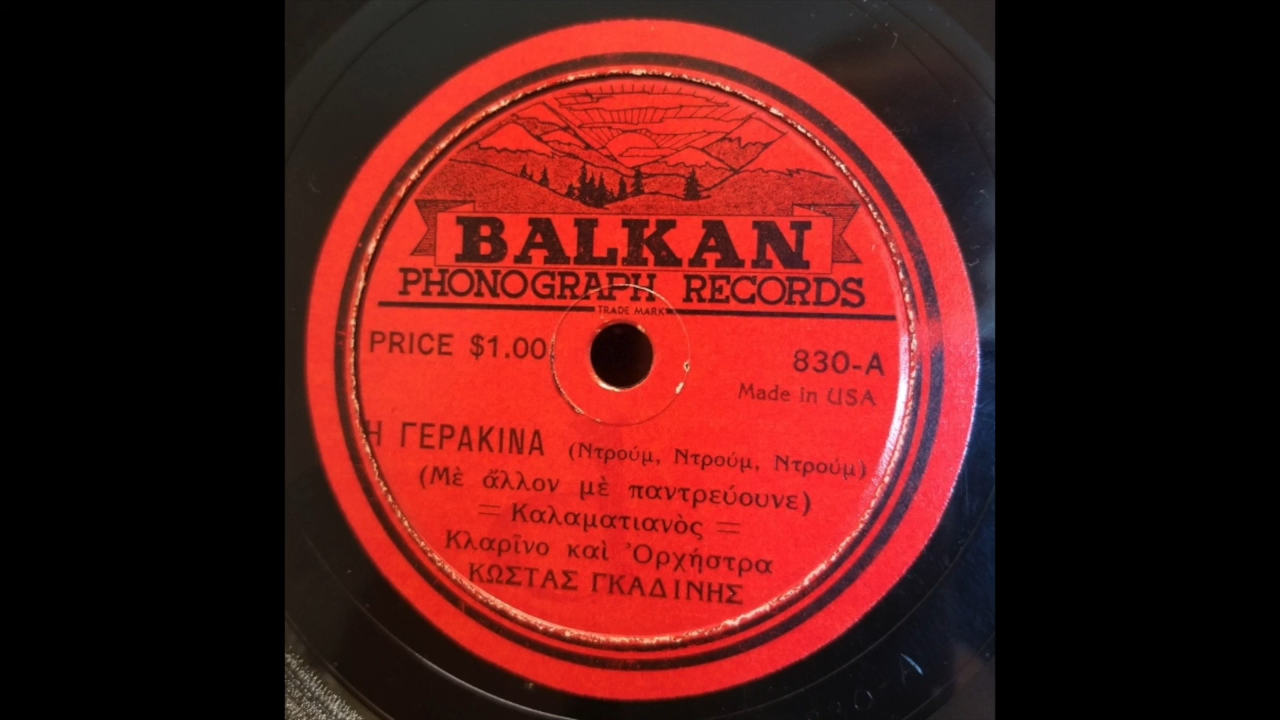 BALKAN
PHONOGRAPH RECORDS
TRADE MARK
PRICE $1.00
830-A
Made in USA
Η ΓΕΡΑΚΙΝΑ (Ντρούμ, Ντρούμ, Ντρούμ)
(Μὲ ἄλλον μὲ παντρεύουνε)
= Καλαματιανὸς =
Κλαρῖνο καὶ Ὀρχήστρα
ΚΩΣΤΑΣ ΓΚΑΔΙΝΗΣ